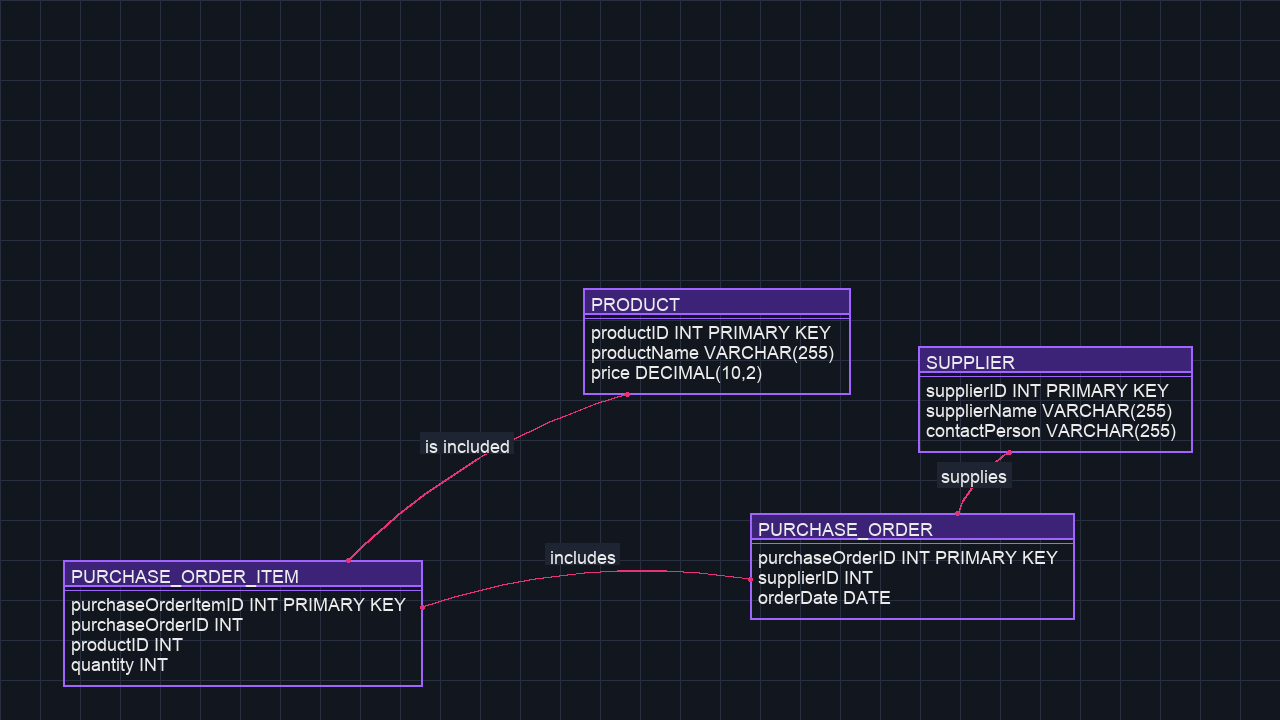 PRODUCT
productID INT PRIMARY KEY
productName VARCHAR(255)
price DECIMAL(10,2)
SUPPLIER
supplierID INT PRIMARY KEY
supplierName VARCHAR(255)
contactPerson VARCHAR(255)
is included
supplies
PURCHASE_ORDER
purchaseOrderID INT PRIMARY KEY
supplierID INT
orderDate DATE
includes
PURCHASE_ORDER_ITEM
purchaseOrderItemID INT PRIMARY KEY
purchaseOrderID INT
productID INT
quantity INT